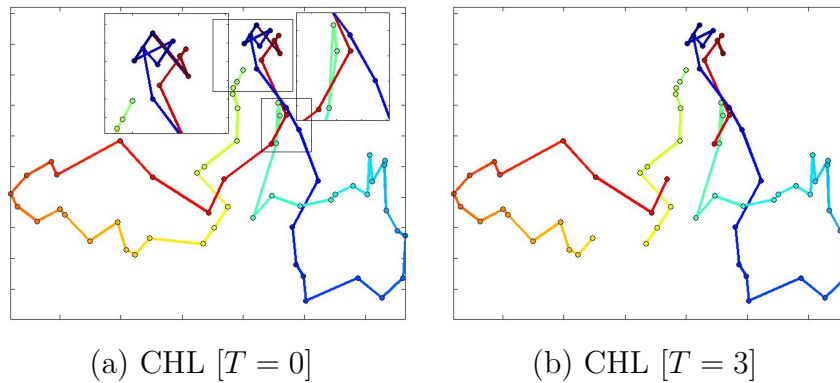 (a) CHL [T = 0]
(b) CHL [T = 3]